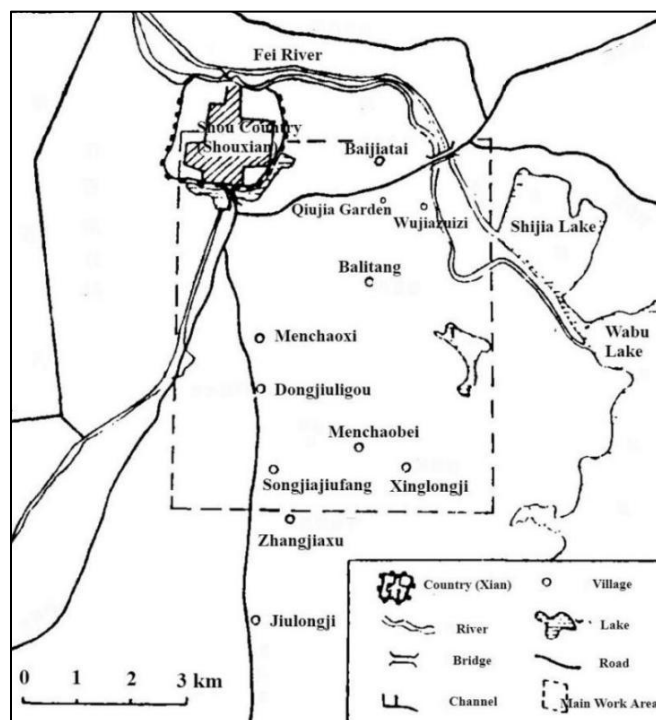 Fei River
Shou Country
(Shouxian)
Baijiatai
Qiujia Garden
Wujiazuizi
Shijia Lake
Balitang
Wabu
Lake
Menchaoxi
Dongjiuligou
Menchaobei
Songjiajiufang
Xinglongji
Zhangjiaxu
Jiulongji
Country (Xian)
Village
River
Lake
Bridge
Road
Channel
Main Work Area
0 1 2 3 km